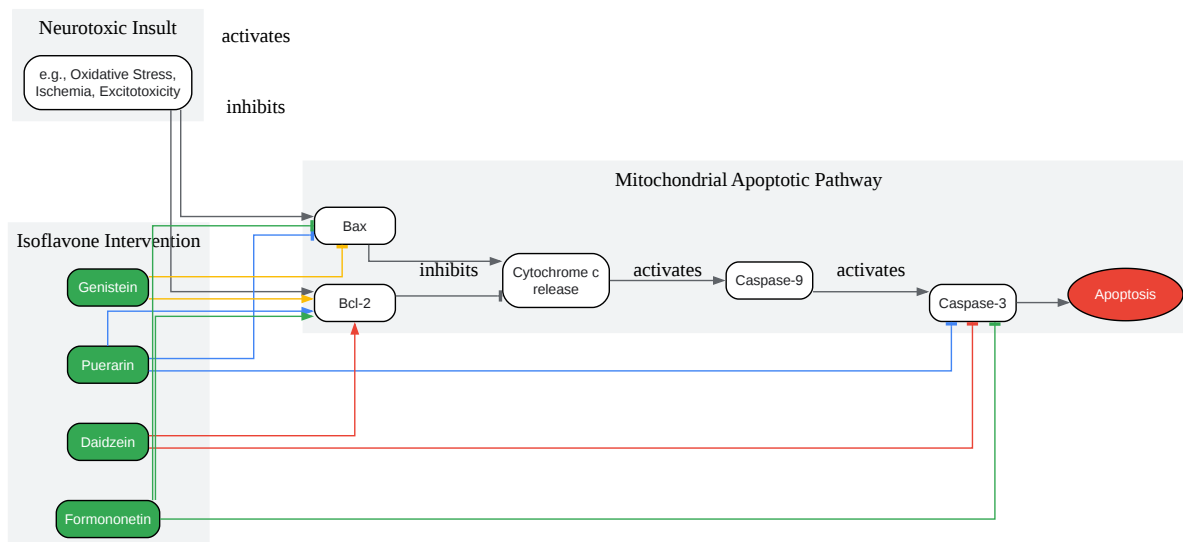 Neurotoxic Insult
activates
e.g., Oxidative Stress,
Ischemia, Excitotoxicity
inhibits
Mitochondrial Apoptotic Pathway
Isoflavone Intervention
Bax
Genistein
inhibits
Cytochrome c
release
activates
Caspase-9
activates
Bcl-2
Caspase-3
Apoptosis
Puerarin
Daidzein
Formononetin